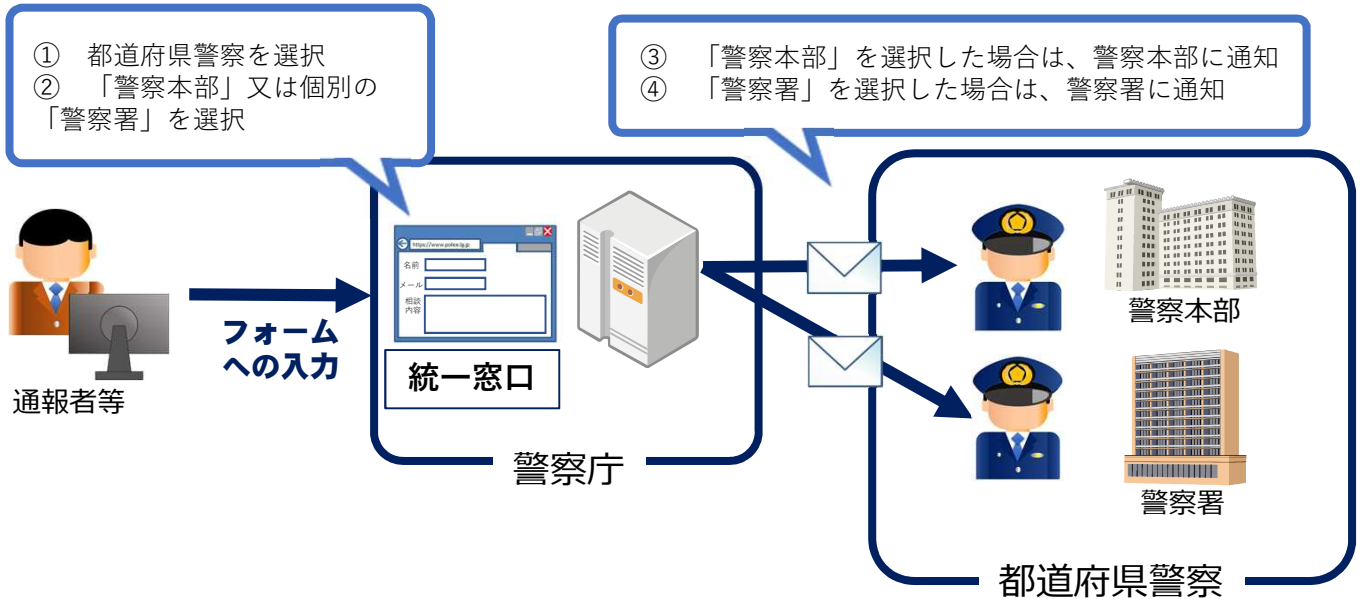 ① 都道府県警察を選択
② 「警察本部」又は個別の
「警察署」を選択
③ 「警察本部」を選択した場合は、警察本部に通知
④ 「警察署」を選択した場合は、警察署に通知
https://www.police.lg.jp
名前
メール
相談
内容
フォーム
への入力
統一窓口
通報者等
警察庁
警察本部
警察署
都道府県警察